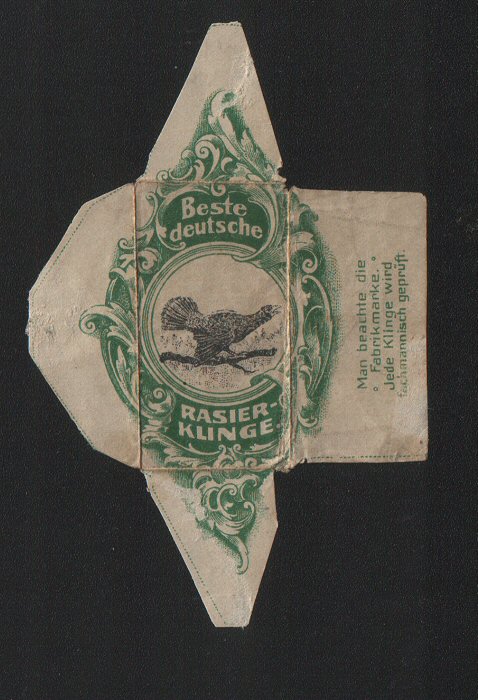 Beste
deutsche
RASIER-
KLINGE.
Man beachte die
° Fabrikmarke. °
Jede Klinge wird
fachmännisch geprüft.